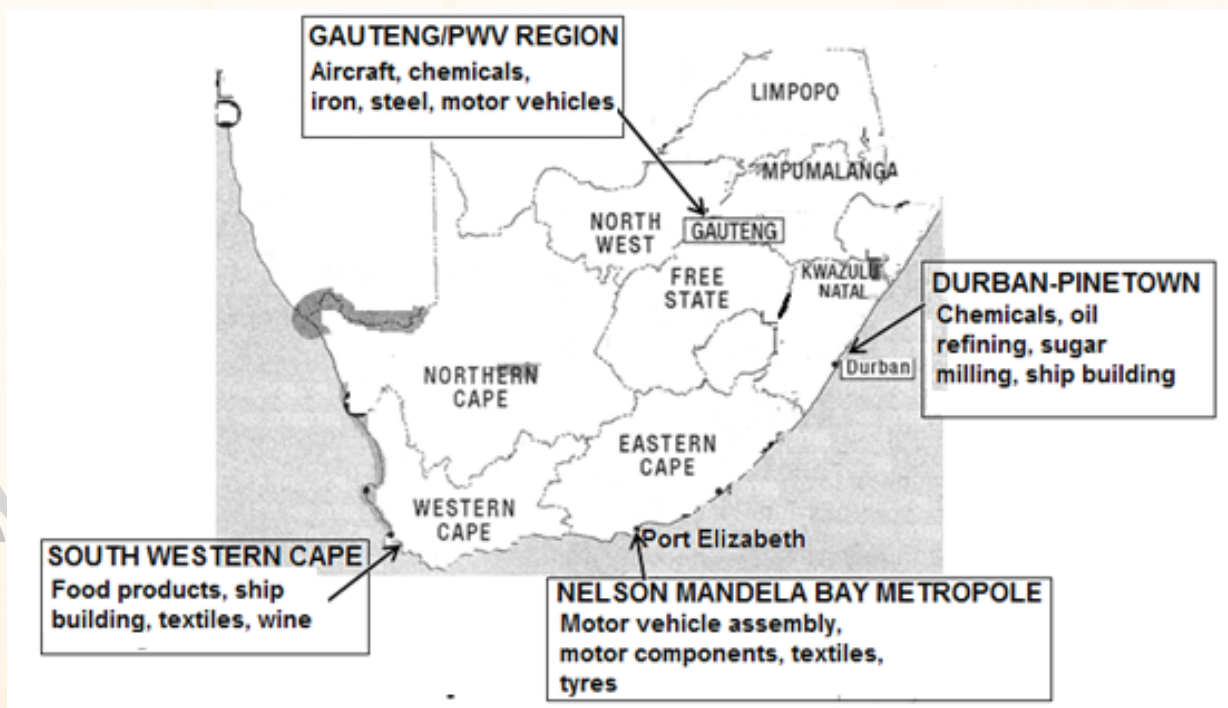 GAUTENG/PWV REGION
Aircraft, chemicals,
iron, steel, motor vehicles
LIMPOPO
MPUMALANGA
NORTH
WEST
GAUTENG
FREE
STATE
KWAZULU
NATAL
DURBAN-PINETOWN
Chemicals, oil
refining, sugar
milling, ship building
Durban
NORTHERN
CAPE
EASTERN
CAPE
WESTERN
CAPE
Port Elizabeth
SOUTH WESTERN CAPE
Food products, ship
building, textiles, wine
NELSON MANDELA BAY METROPOLE
Motor vehicle assembly,
motor components, textiles,
tyres